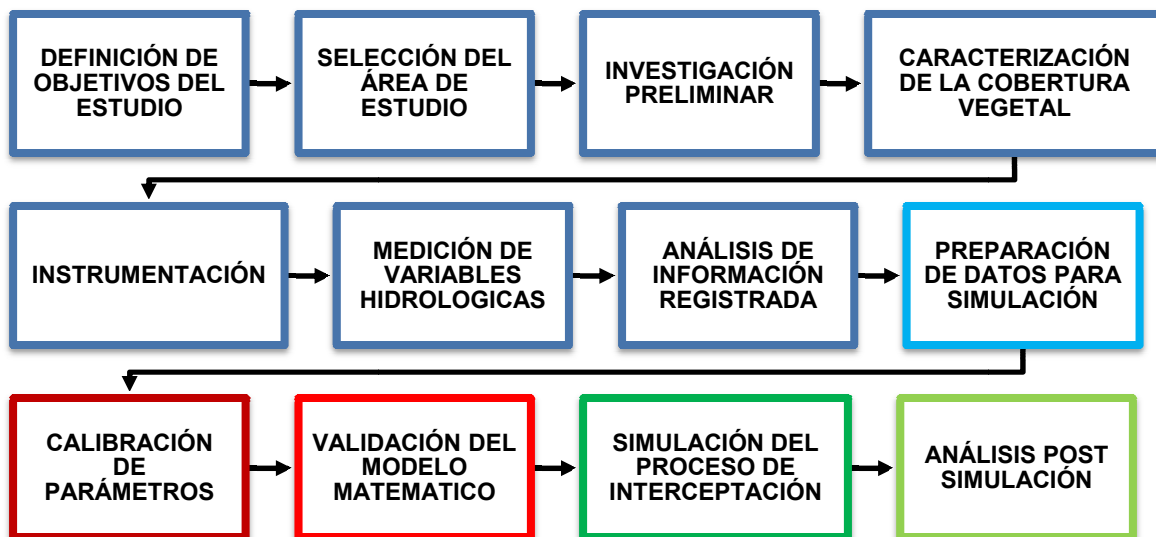 DEFINICIÓN DE
OBJETIVOS DEL
ESTUDIO
SELECCIÓN DEL
ÁREA DE
ESTUDIO
INVESTIGACIÓN
PRELIMINAR
CARACTERIZACIÓN
DE LA COBERTURA
VEGETAL
INSTRUMENTACIÓN
MEDICIÓN DE
VARIABLES
HIDROLOGICAS
ANÁLISIS DE
INFORMACIÓN
REGISTRADA
PREPARACIÓN
DE DATOS PARA
SIMULACIÓN
CALIBRACIÓN
DE
PARÁMETROS
VALIDACIÓN DEL
MODELO
MATEMATICO
SIMULACIÓN DEL
PROCESO DE
INTERCEPTACIÓN
ANÁLISIS POST
SIMULACIÓN